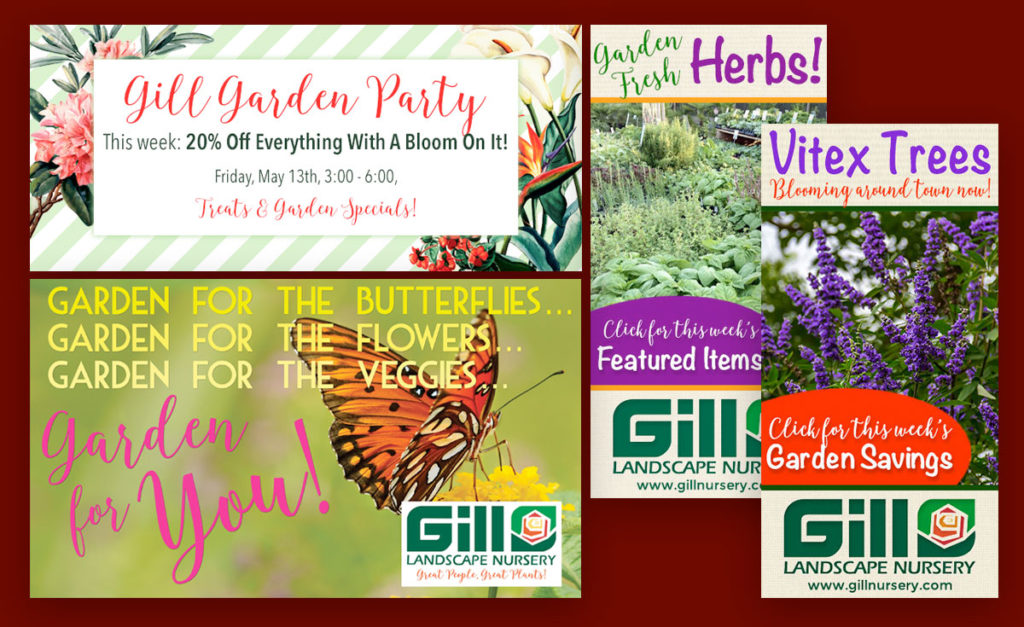 Gill Garden Party
This week: 20% Off Everything With A Bloom On It!
Friday, May 13th, 3:00 - 6:00,
Treats & Garden Specials!
GARDEN FOR THE BUTTERFLIES...
GARDEN FOR THE FLOWERS...
GARDEN FOR THE VEGGIES...
Garden
for You!
Gill
LANDSCAPE NURSERY
Great People, Great Plants!
Garden
Fresh
Herbs!
Click for this week's
Featured Items
Gill
LANDSCAPE NURSERY
www.gillnursery.com
Vitex Trees
Blooming around town now!
Click for this week's
Garden Savings
Gill
LANDSCAPE NURSERY
www.gillnursery.com